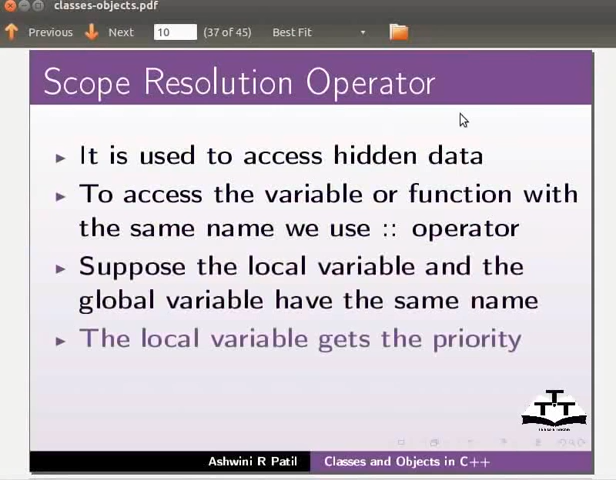 classes-objects.pdf
Previous Next 10 (37 of 45) Best Fit
Scope Resolution Operator
It is used to access hidden data
To access the variable or function with
the same name we use :: operator
Suppose the local variable and the
global variable have the same name
The local variable gets the priority
Ashwini R Patil Classes and Objects in C++